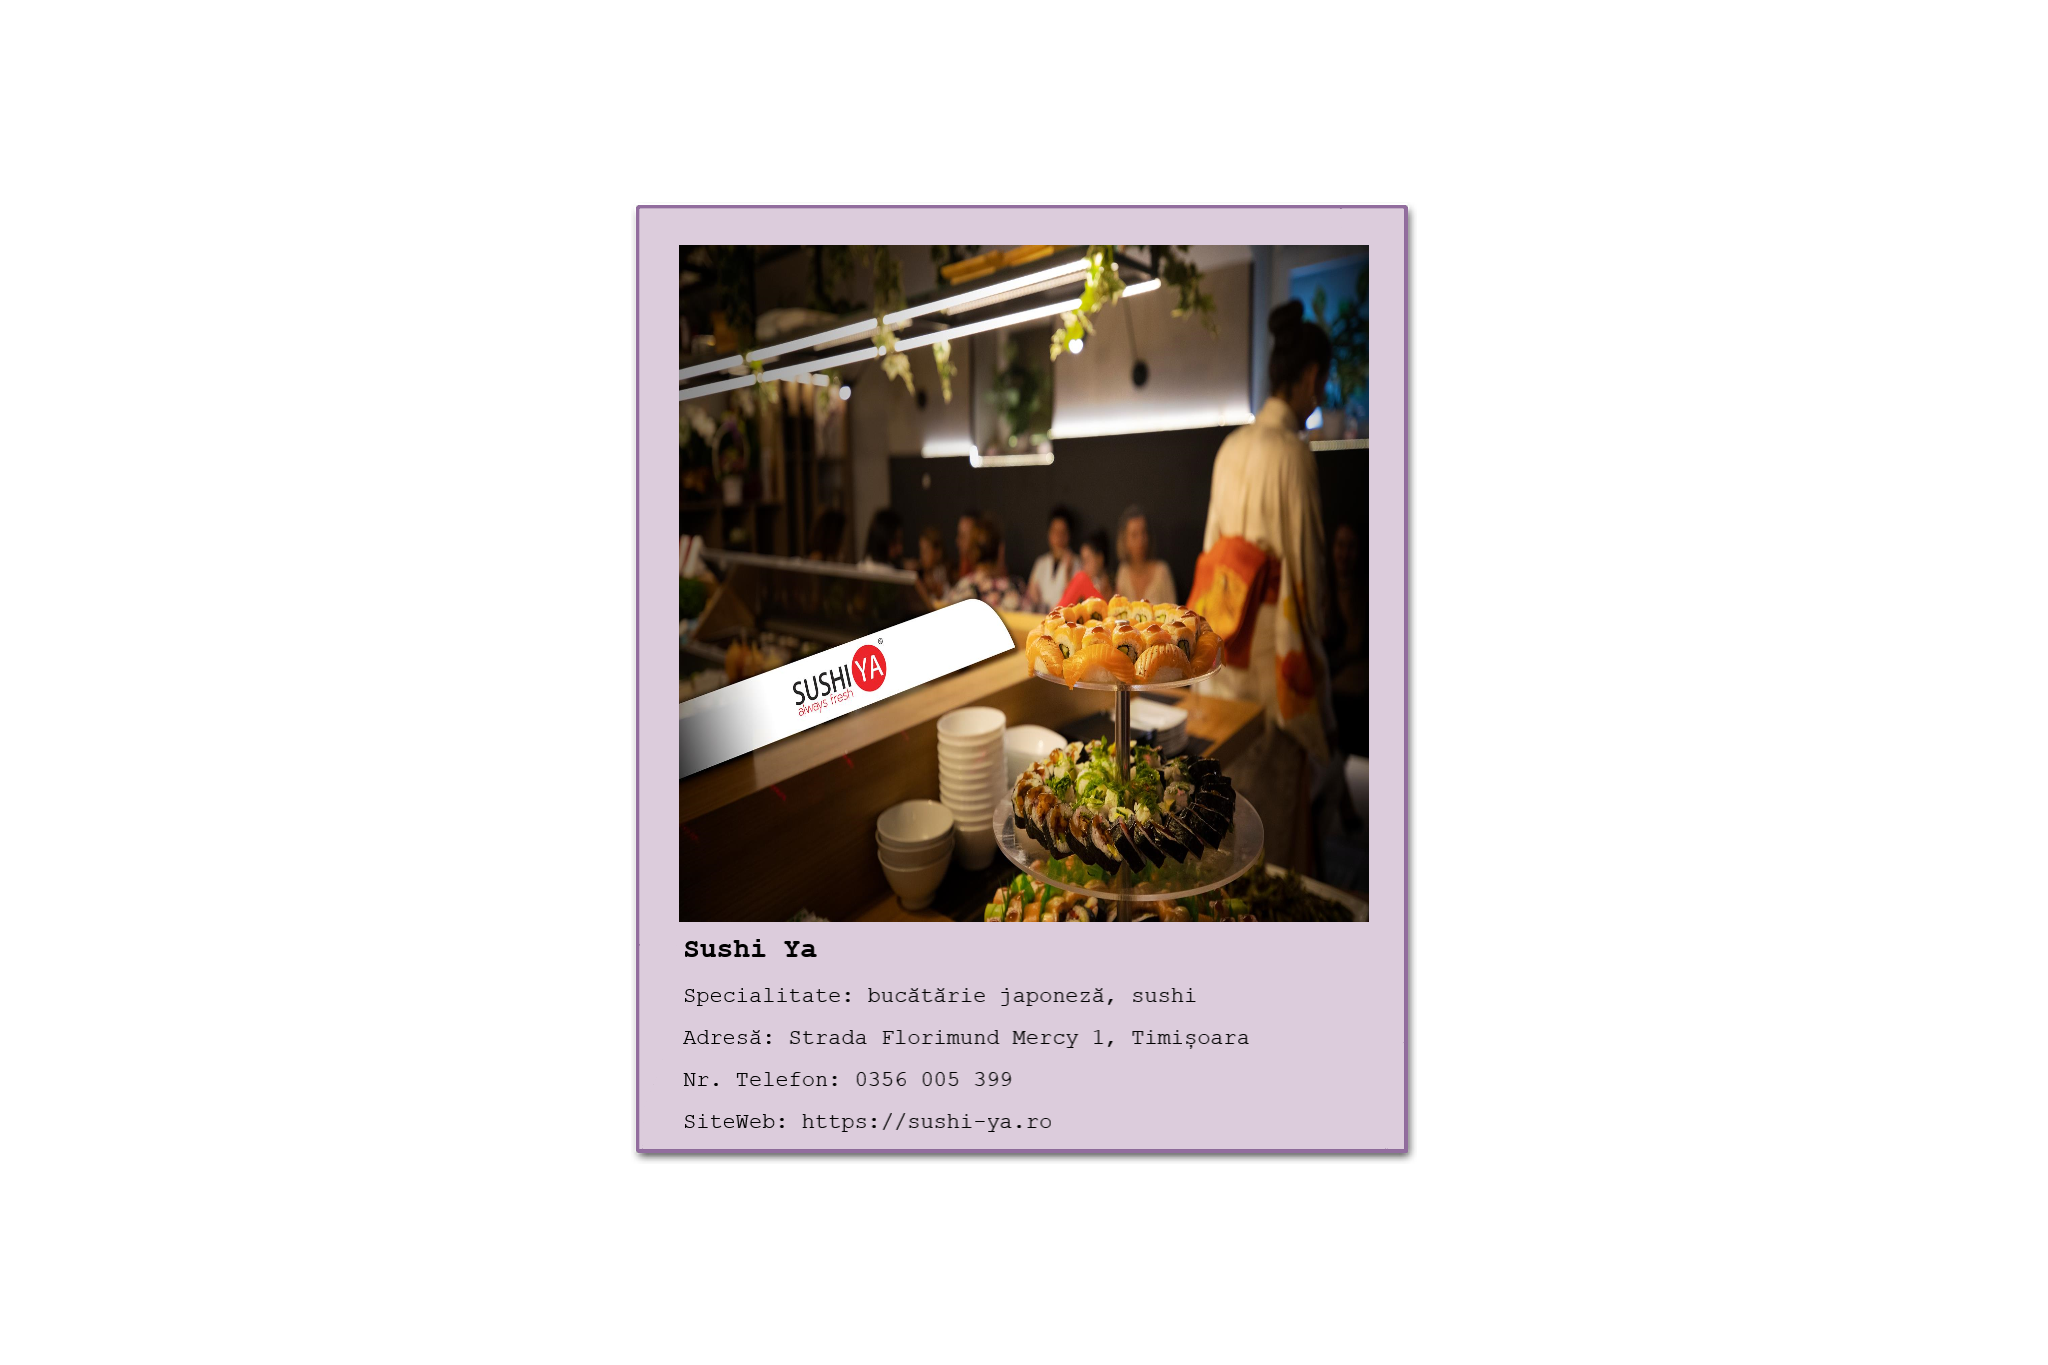 SUSHI YA ©
always fresh
Sushi Ya
Specialitate: bucătărie japoneză, sushi
Adresă: Strada Florimund Mercy 1, Timișoara
Nr. Telefon: 0356 005 399
SiteWeb: https://sushi-ya.ro